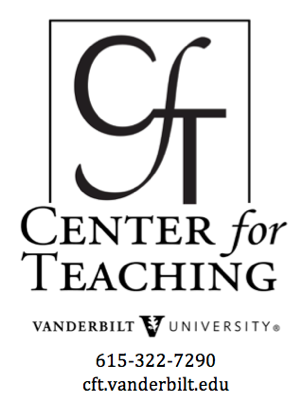 CfT
CENTER for
TEACHING
VANDERBILT V UNIVERSITY®
615-322-7290
cft.vanderbilt.edu